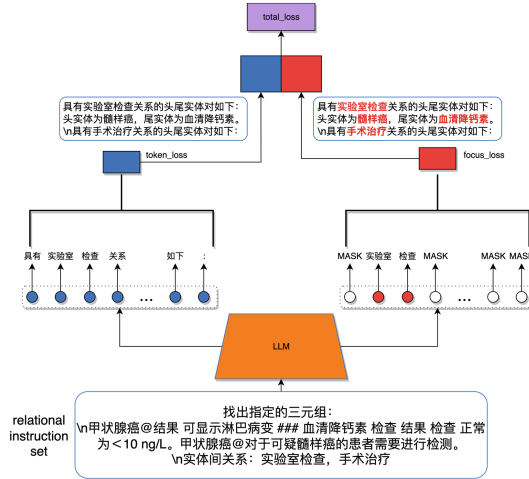 total_loss
具有实验室检查关系的头尾实体对如下：
头实体为髓样癌，尾实体为血清降钙素。
\n具有手术治疗关系的头尾实体对如下：
具有实验室检查关系的头尾实体对如下：
头实体为髓样癌，尾实体为血清降钙素。
\n具有手术治疗关系的头尾实体对如下：
token_loss
focus_loss
具有 实验室 检查 关系 如下 ：
MASK 实验室 检查 MASK MASK MASK
...
...
LLM
relational
instruction
set
找出指定的三元组：
\n甲状腺癌@结果 可显示淋巴病变 ### 血清降钙素 检查 结果 检查 正常
为＜10 ng/L。甲状腺癌@对于可疑髓样癌的患者需要进行检测。
\n实体间关系：实验室检查，手术治疗